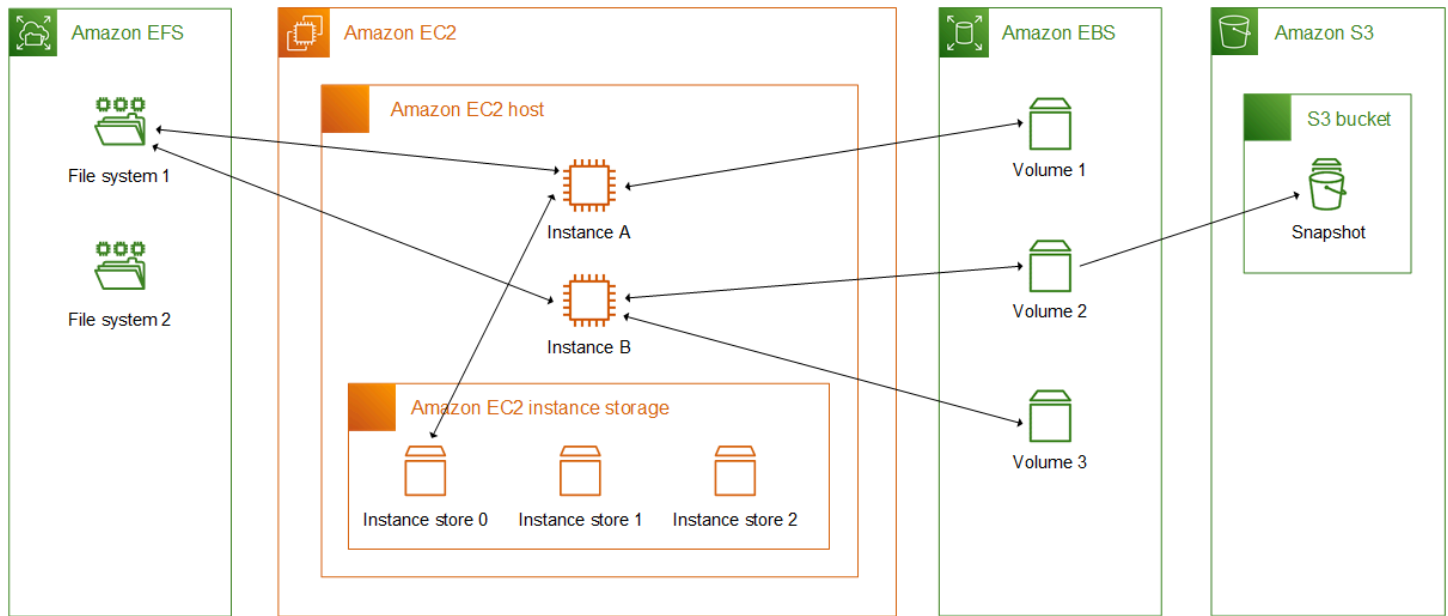 Amazon EFS
File system 1
File system 2
Amazon EC2
Amazon EC2 host
Instance A
Instance B
Amazon EC2 instance storage
Instance store 0
Instance store 1
Instance store 2
Amazon EBS
Volume 1
Volume 2
Volume 3
Amazon S3
S3 bucket
Snapshot